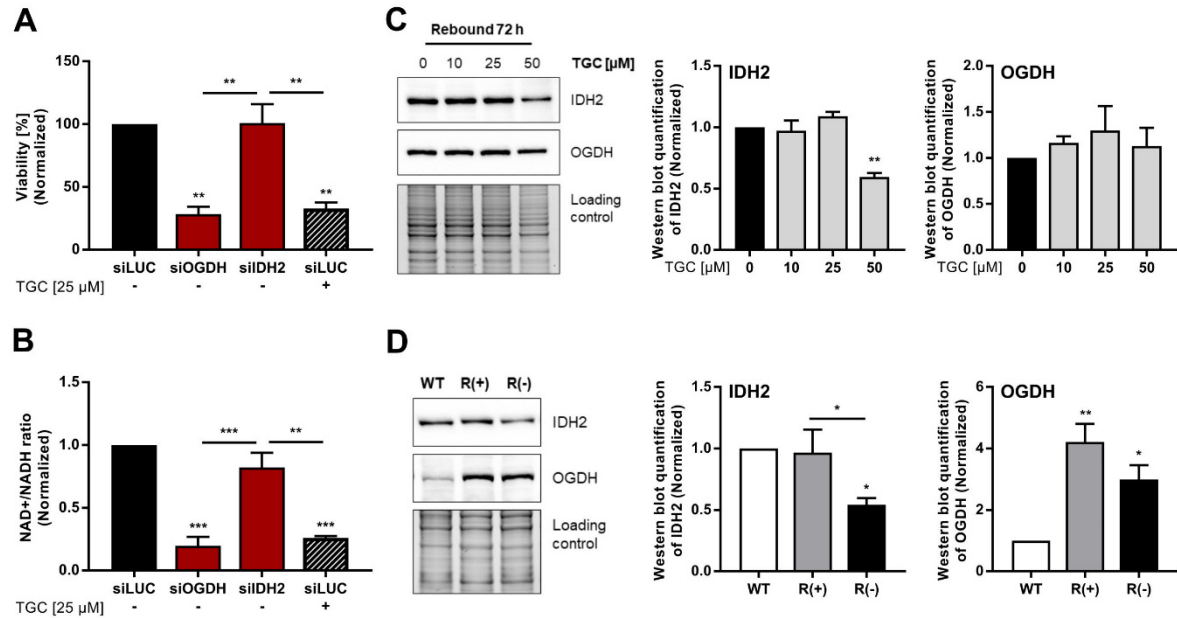 A
Viability [%]
(Normalized)
150
100
50
0
**
**
**
**
siLUC siOGDH siIDH2 siLUC
TGC [25 µM] - - - +
B
NAD+/NADH ratio
(Normalized)
1.5
1.0
0.5
0.0
***
**
***
***
siLUC siOGDH siIDH2 siLUC
TGC [25 µM] - - - +
C
Rebound 72 h
0 10 25 50 TGC [µM]
IDH2
OGDH
Loading
control
IDH2
Western blot quantification
of IDH2 (Normalized)
1.5
1.0
0.5
0.0
**
TGC [µM] 0 10 25 50
OGDH
Western blot quantification
of OGDH (Normalized)
2.0
1.5
1.0
0.5
0.0
TGC [µM] 0 10 25 50
D
WT R(+) R(-)
IDH2
OGDH
Loading
control
IDH2
Western blot quantification
of IDH2 (Normalized)
1.5
1.0
0.5
0.0
*
*
WT R(+) R(-)
OGDH
Western blot quantification
of OGDH (Normalized)
6
4
2
0
**
*
WT R(+) R(-)